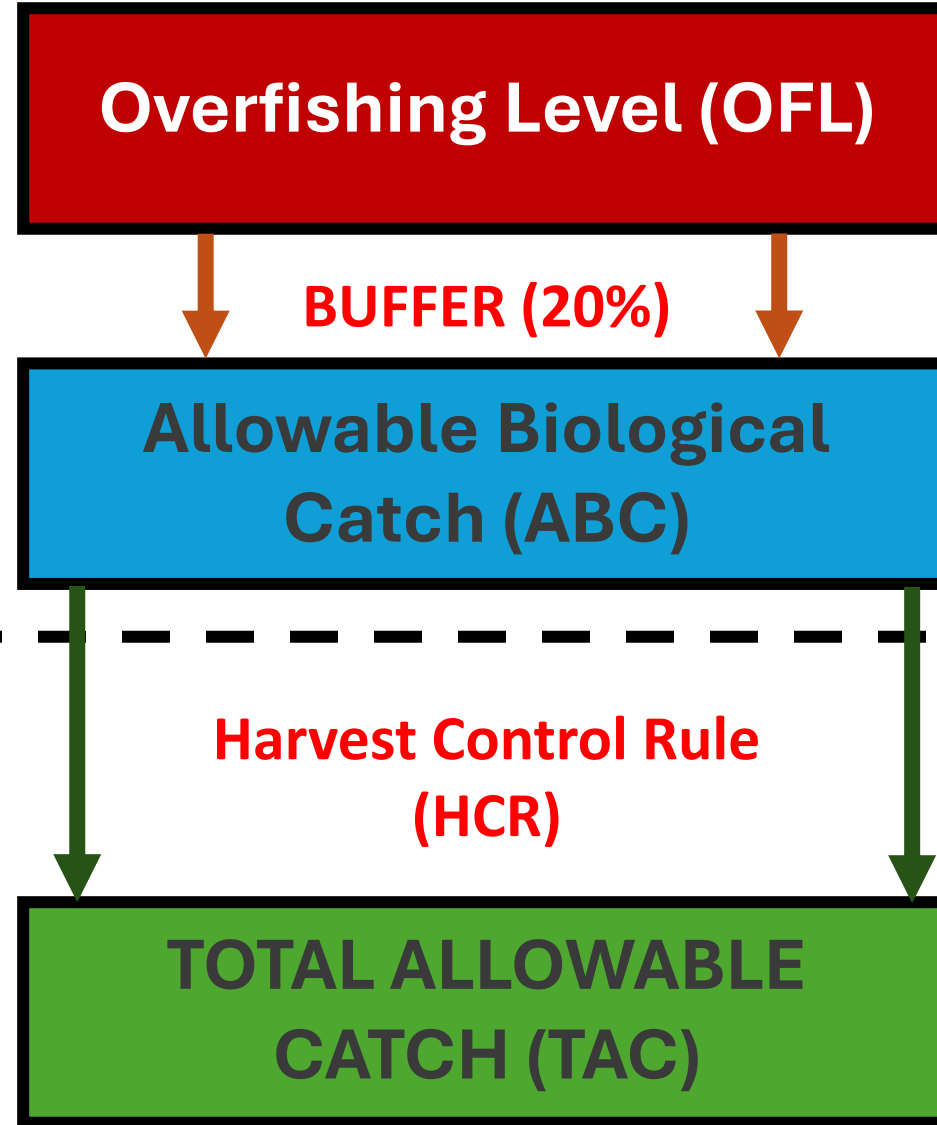 Overfishing Level (OFL)
BUFFER (20%)
Allowable Biological
Catch (ABC)
Harvest Control Rule
(HCR)
TOTAL ALLOWABLE
CATCH (TAC)